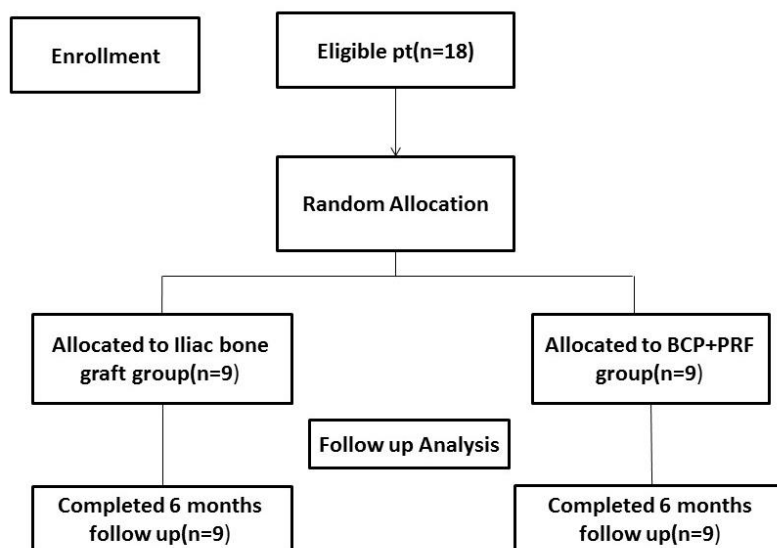 Enrollment
Eligible pt(n=18)
Random Allocation
Allocated to Iliac bone
graft group(n=9)
Allocated to BCP+PRF
group(n=9)
Follow up Analysis
Completed 6 months
follow up(n=9)
Completed 6 months
follow up(n=9)